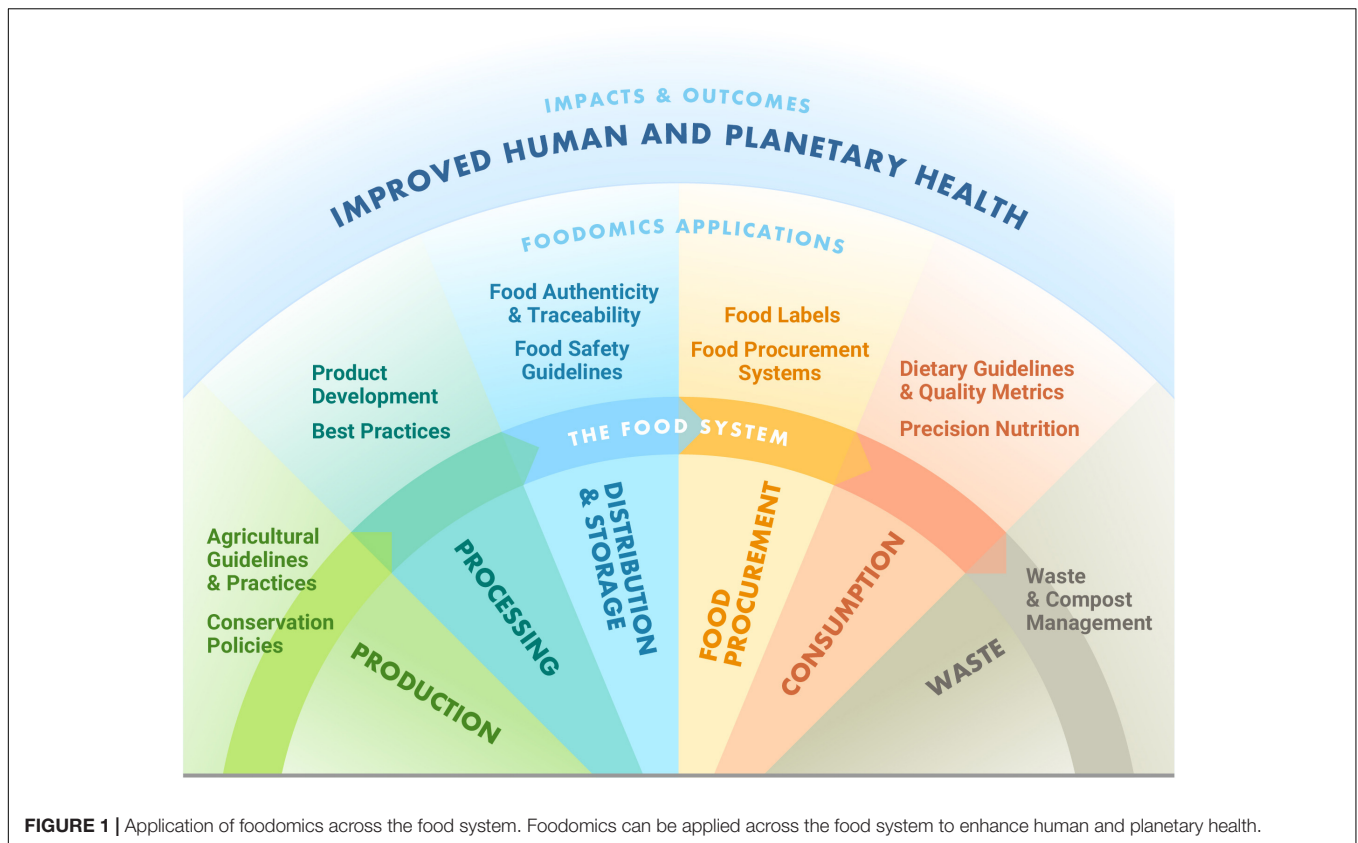 IMPACTS & OUTCOMES
IMPROVED HUMAN AND PLANETARY HEALTH
FOODOMICS APPLICATIONS
Agricultural
Guidelines
& Practices
Conservation
Policies
Product
Development
Best Practices
Food Authenticity
& Traceability
Food Safety
Guidelines
Food Labels
Food Procurement
Systems
Dietary Guidelines
& Quality Metrics
Precision Nutrition
Waste
& Compost
Management
THE FOOD SYSTEM
PRODUCTION
PROCESSING
DISTRIBUTION
& STORAGE
FOOD
PROCUREMENT
CONSUMPTION
WASTE
FIGURE 1 | Application of foodomics across the food system. Foodomics can be applied across the food system to enhance human and planetary health.